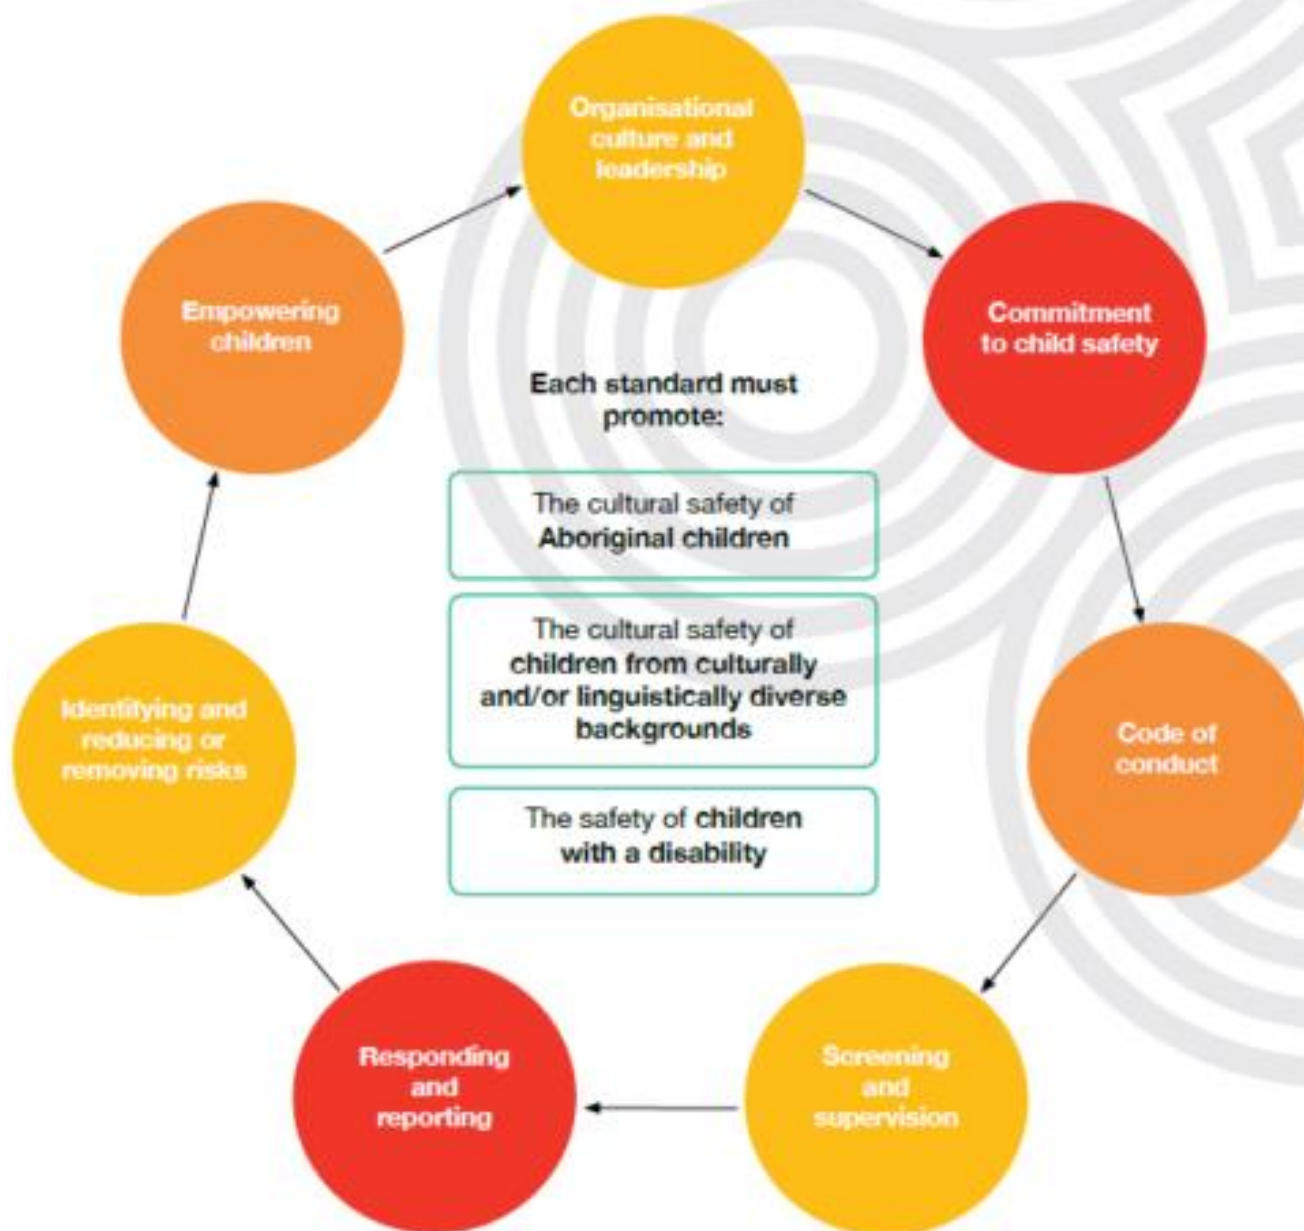 Organisational
culture and
leadership
Commitment
to child safety
Code of
conduct
Screening
and
supervision
Responding
and
reporting
Identifying and
reducing or
removing risks
Empowering
children
Each standard must
promote:
The cultural safety of
Aboriginal children
The cultural safety of
children from culturally
and/or linguistically diverse
backgrounds
The safety of children
with a disability